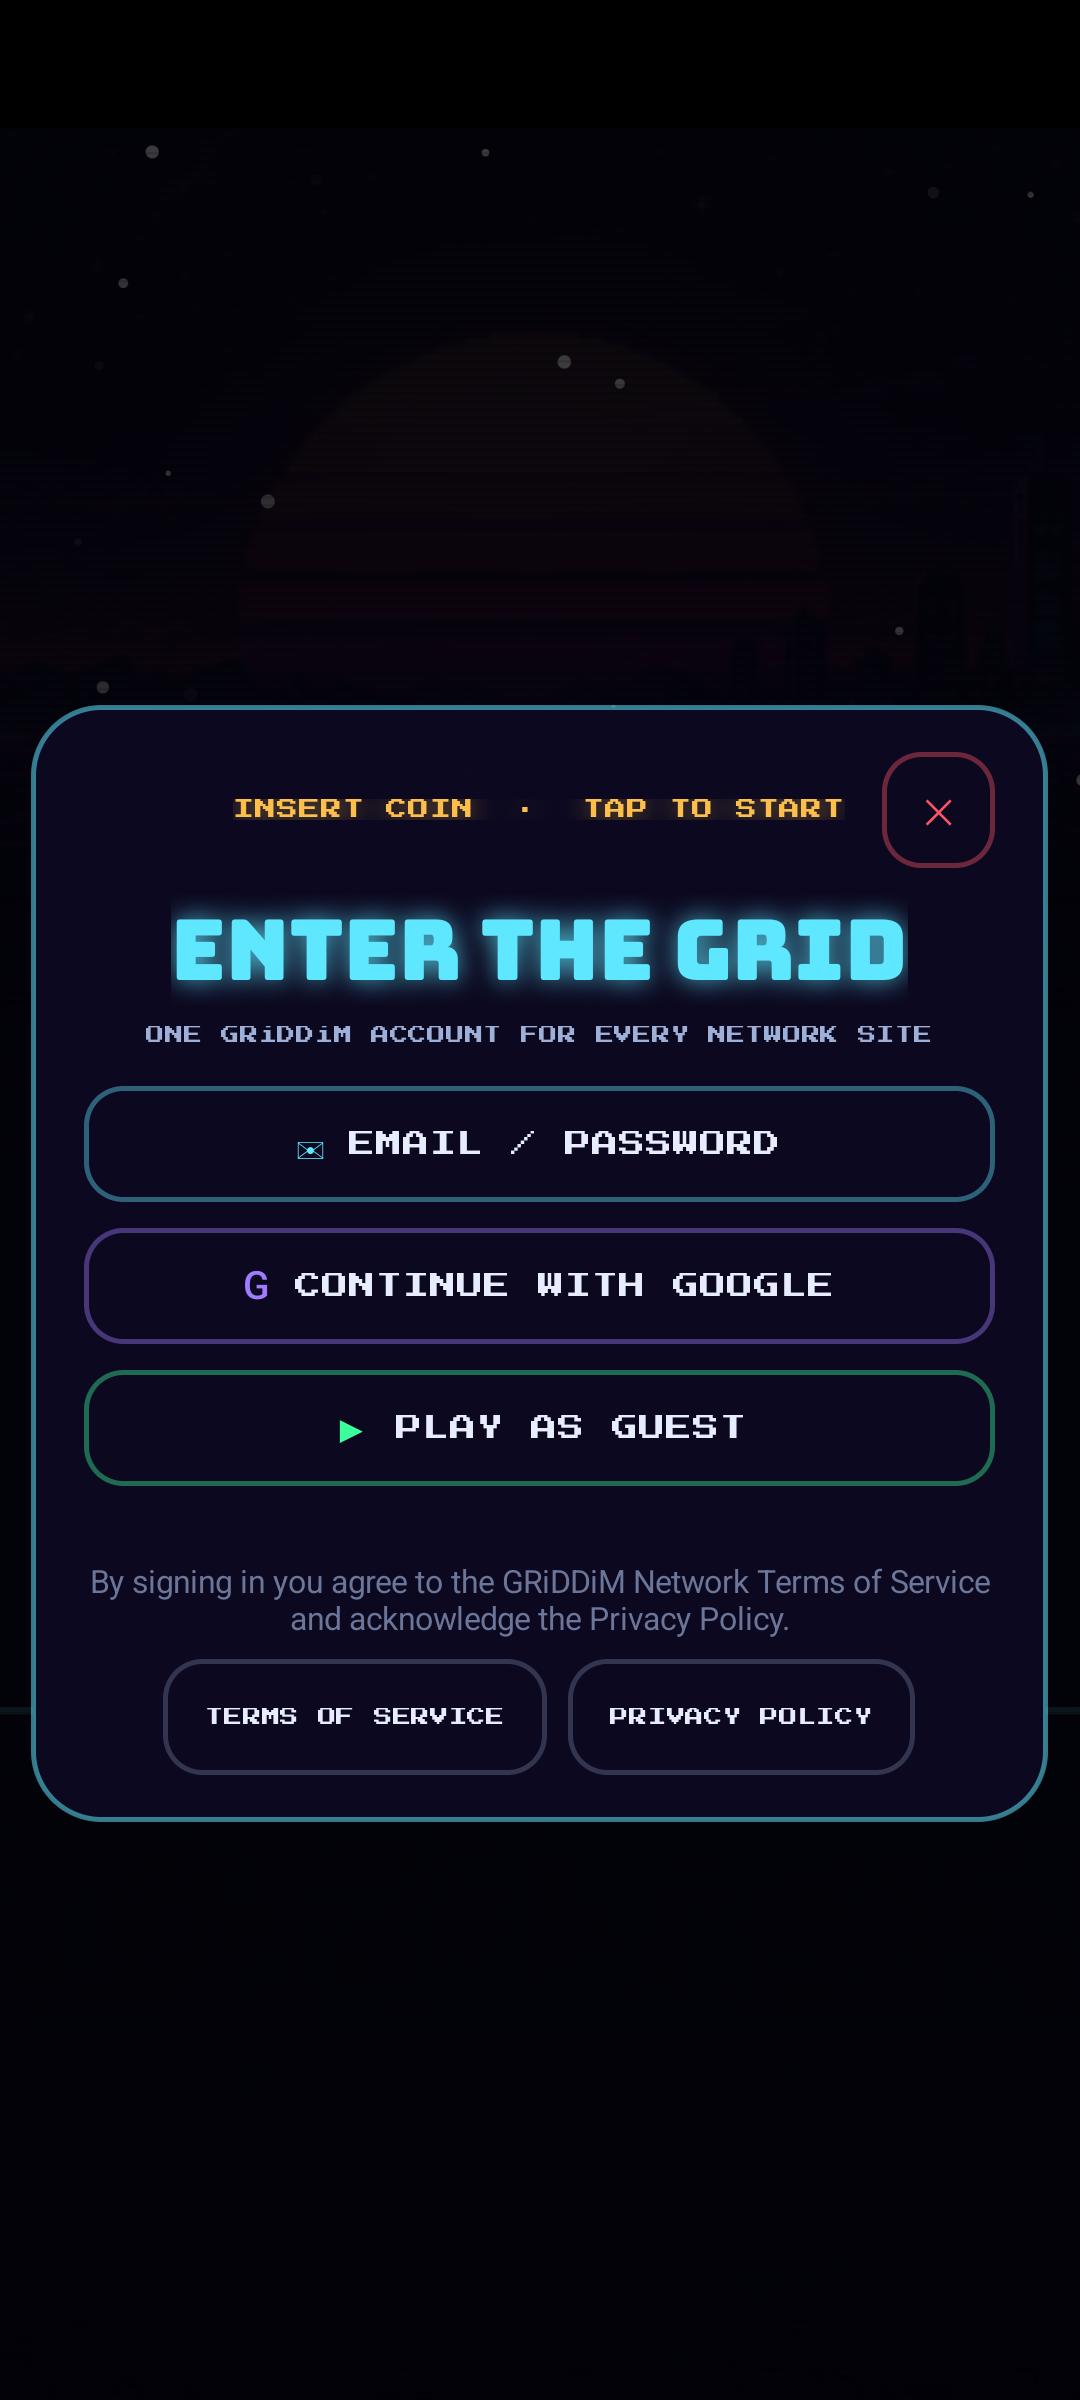 INSERT COIN · TAP TO START
ENTER THE GRID
ONE GRiDDiM ACCOUNT FOR EVERY NETWORK SITE
EMAIL / PASSWORD
G CONTINUE WITH GOOGLE
PLAY AS GUEST
By signing in you agree to the GRiDDiM Network Terms of Service
and acknowledge the Privacy Policy.
TERMS OF SERVICE
PRIVACY POLICY